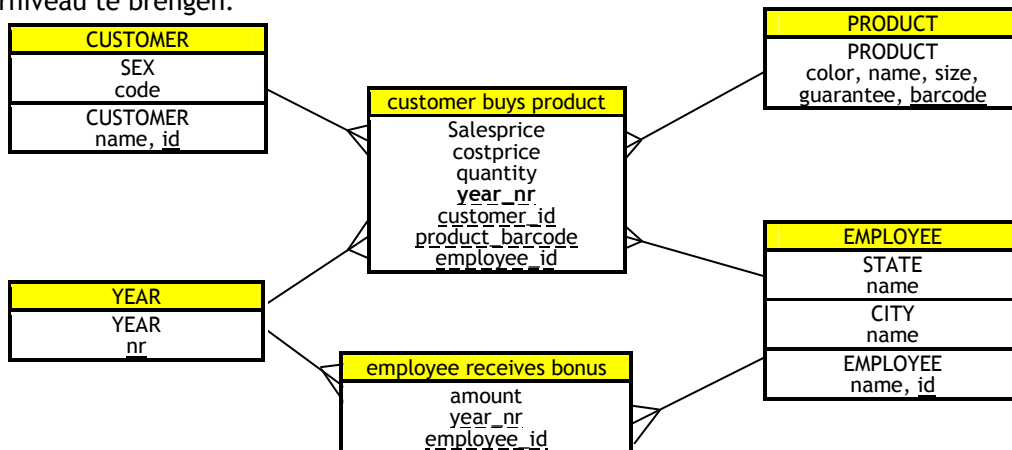 rniveau te brengen.
CUSTOMER
SEX
code
CUSTOMER
name, id
customer buys product
Salesprice
costprice
quantity
year_nr
customer_id
product_barcode
employee_id
PRODUCT
PRODUCT
color, name, size,
guarantee, barcode
YEAR
YEAR
nr
employee receives bonus
amount
year_nr
employee_id
EMPLOYEE
STATE
name
CITY
name
EMPLOYEE
name, id